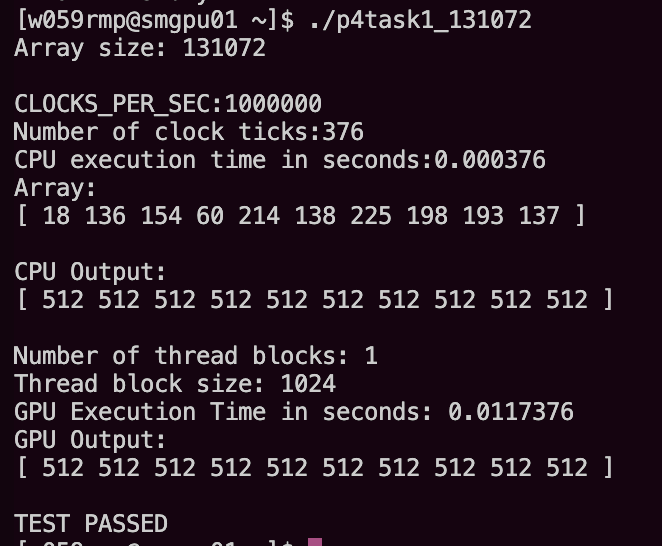 [w059rmp@smgpu01 ~]$ ./p4task1_131072
Array size: 131072
CLOCKS_PER_SEC:1000000
Number of clock ticks:376
CPU execution time in seconds:0.000376
Array:
[ 18 136 154 60 214 138 225 198 193 137 ]
CPU Output:
[ 512 512 512 512 512 512 512 512 512 512 ]
Number of thread blocks: 1
Thread block size: 1024
GPU Execution Time in seconds: 0.0117376
GPU Output:
[ 512 512 512 512 512 512 512 512 512 512 ]
TEST PASSED